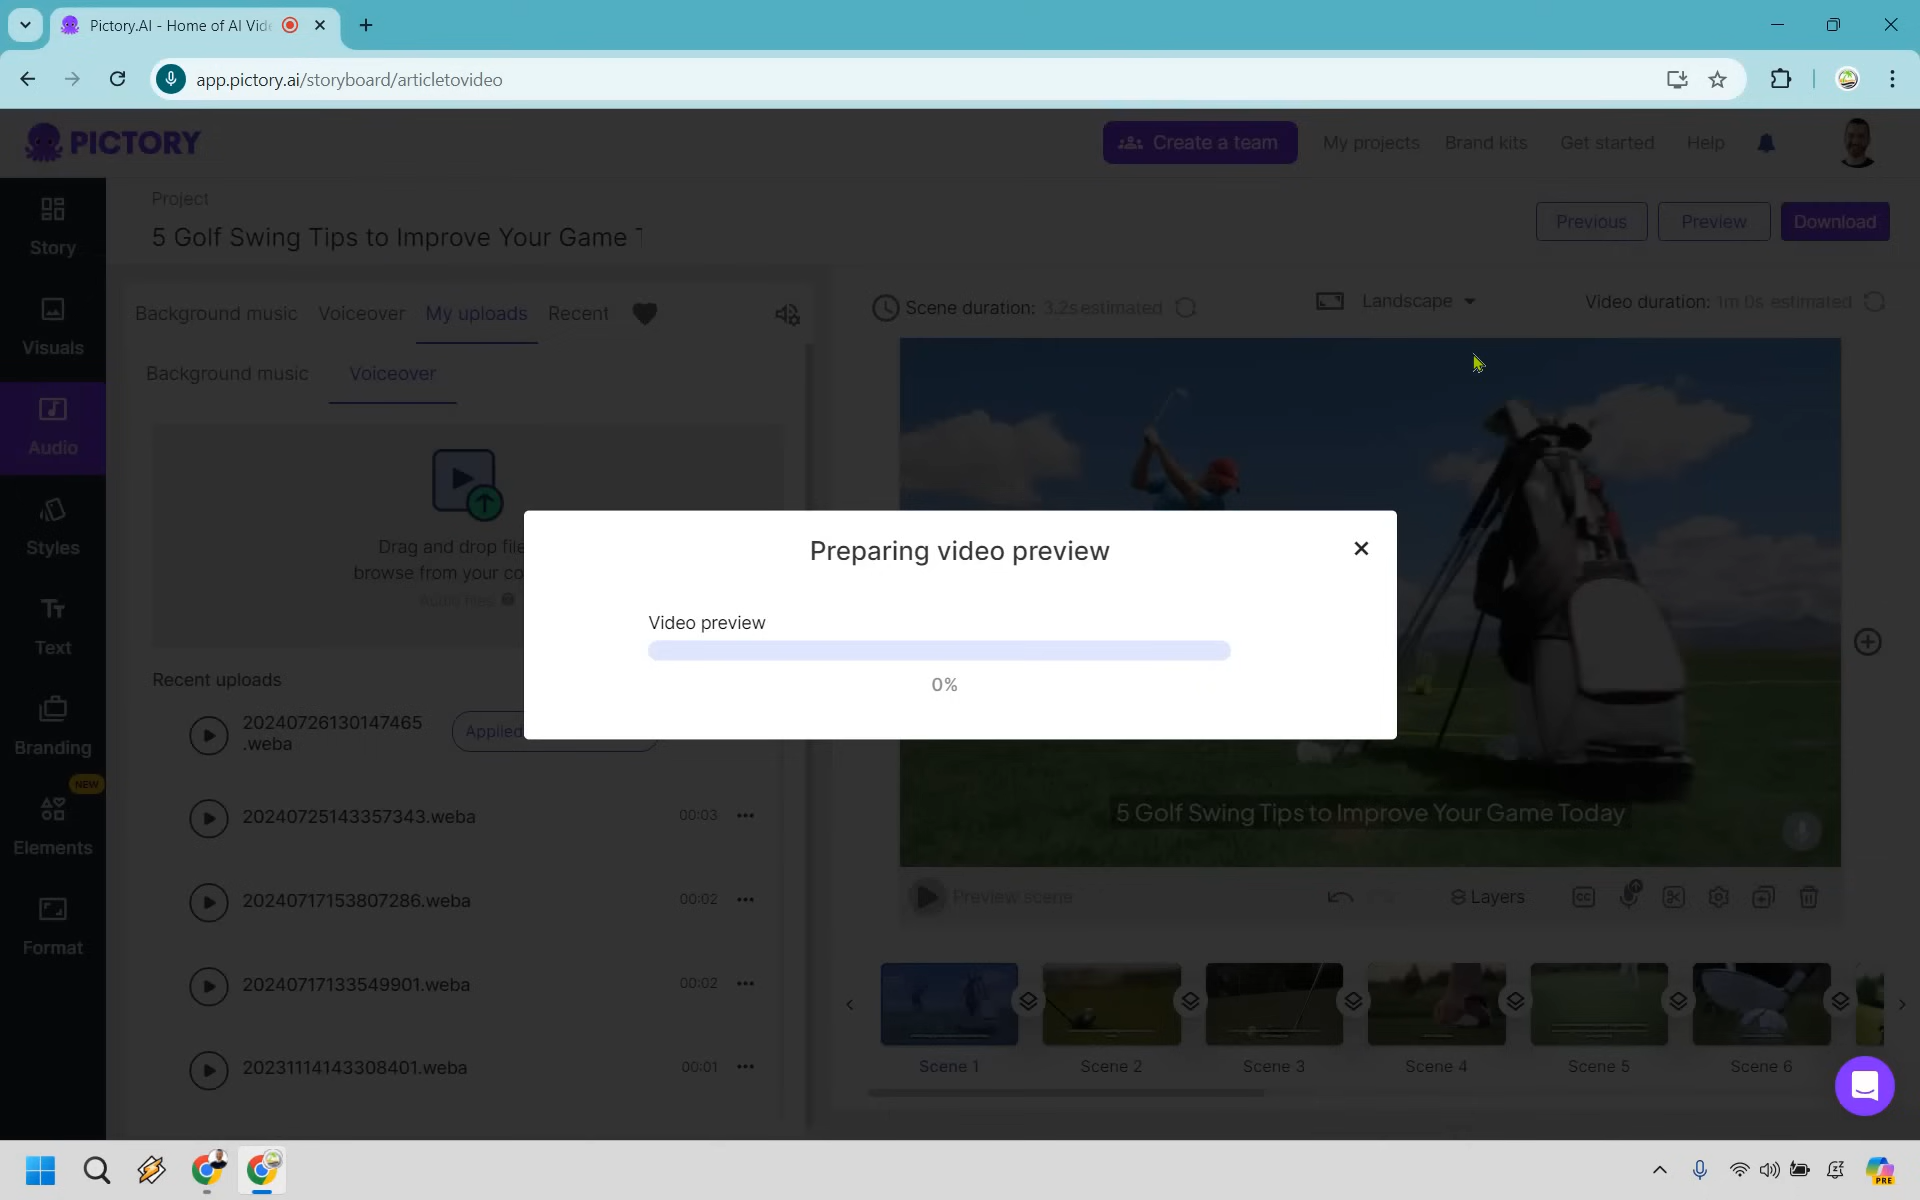 Pictory.AI - Home of AI Vid
app.pictory.ai/storyboard/articletovideo
PICTORY
Create a team
My projects
Brand kits
Get started
Help
Project
5 Golf Swing Tips to Improve Your Game
Previous
Preview
Download
Story
Visuals
Audio
Styles
Text
Branding
NEW
Elements
Format
Background music
Voiceover
My uploads
Recent
Background music
Voiceover
Drag and drop file
browse from your co
Audio files
Recent uploads
20240726130147465
.weba
Applied
20240725143357343.weba
00:03
20240717153807286.weba
00:02
20240717133549901.weba
00:02
20231114143308401.weba
00:01
Scene duration: 3.2s estimated
Landscape
Video duration: 1m 0s estimated
Preparing video preview
Video preview
0%
5 Golf Swing Tips to Improve Your Game Today
Preview scene
Layers
CC
Scene 1
Scene 2
Scene 3
Scene 4
Scene 5
Scene 6
PRE